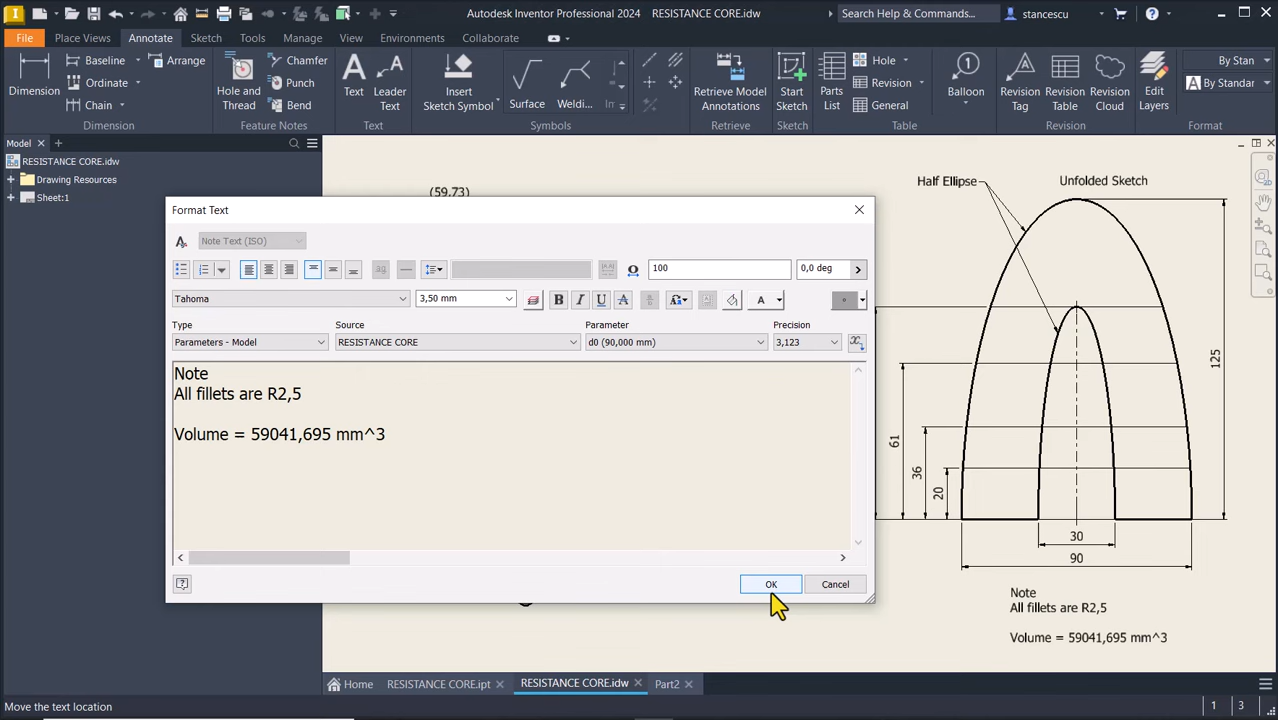 Autodesk Inventor Professional 2024 RESISTANCE CORE.idw Search Help & Commands... stancescu
File Place Views Annotate Sketch Tools Manage View Environments Collaborate
Dimension Baseline Ordinate Chain Arrange
Dimension
Hole and Thread Chamfer Punch Bend
Feature Notes
Text Leader Text
Text
Insert Sketch Symbol Surface Weldi... Im
Symbols
Retrieve Model Annotations
Retrieve
Start Sketch
Sketch
Parts List Hole Revision General
Table
Balloon
Revision Tag Revision Table Revision Cloud
Revision
Edit Layers By Stan By Standar
Format
Model
RESISTANCE CORE.idw
Drawing Resources
Sheet:1
(59.73)
Format Text
Note Text (ISO)
100 0,0 deg
Tahoma 3,50 mm B I U A A
Type Source Parameter Precision
Parameters - Model RESISTANCE CORE d0 (90,000 mm) 3,123
Note
All fillets are R2,5
Volume = 59041,695 mm^3
OK Cancel
Half Ellipse Unfolded Sketch
125
61
36
20
30
90
Note
All fillets are R2,5
Volume = 59041,695 mm^3
Home RESISTANCE CORE.ipt RESISTANCE CORE.idw Part2
Move the text location 1 3